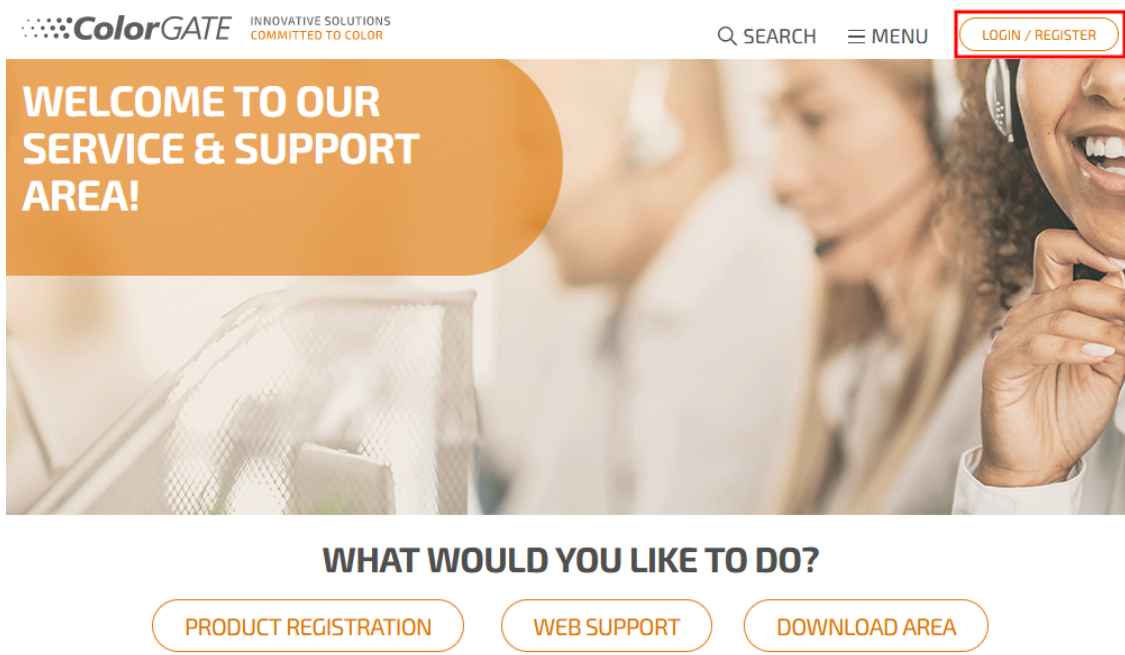 ColorGATE
INNOVATIVE SOLUTIONS
COMMITTED TO COLOR
SEARCH
MENU
LOGIN / REGISTER
WELCOME TO OUR
SERVICE & SUPPORT
AREA!
WHAT WOULD YOU LIKE TO DO?
PRODUCT REGISTRATION
WEB SUPPORT
DOWNLOAD AREA